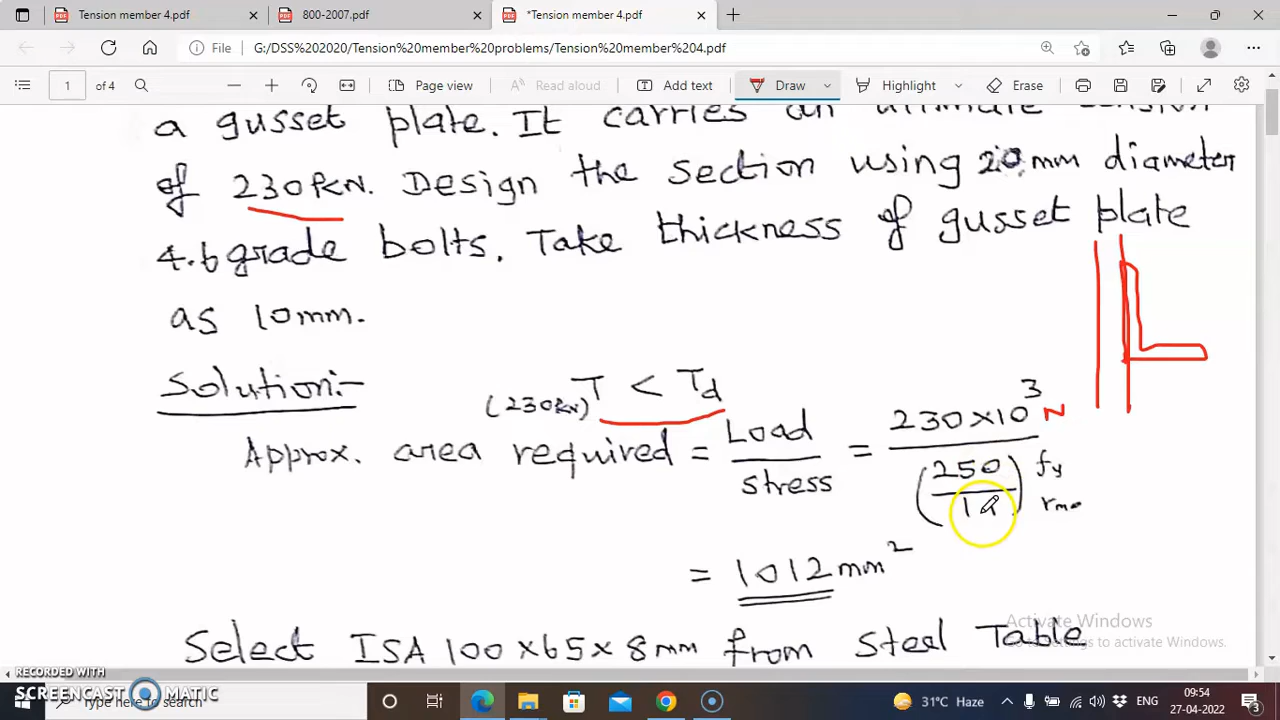 Tension member 4.pdf
800-2007.pdf
*Tension member 4.pdf
File G:/DSS%202020/Tension%20member%20problems/Tension%20member%204.pdf
1 of 4 Page view Read aloud Add text Draw Highlight Erase
a gusset plate. It carries an ultimate tension
of 230KN. Design the section using 20mm diameter
4.6 grade bolts. Take thickness of gusset plate
as 10mm.
Solution:-
(230KN) T < Td
Approx. area required = Load / stress = 230×10³ N / (250 / 1.1) fy
= 1012mm²
Select ISA 100×65×8mm from Steel Table
Activate Windows
Go to Settings to activate Windows.
RECORDED WITH
SCREENCAST MATIC
Type here to search
31°C Haze
ENG
09:54
27-04-2022
3